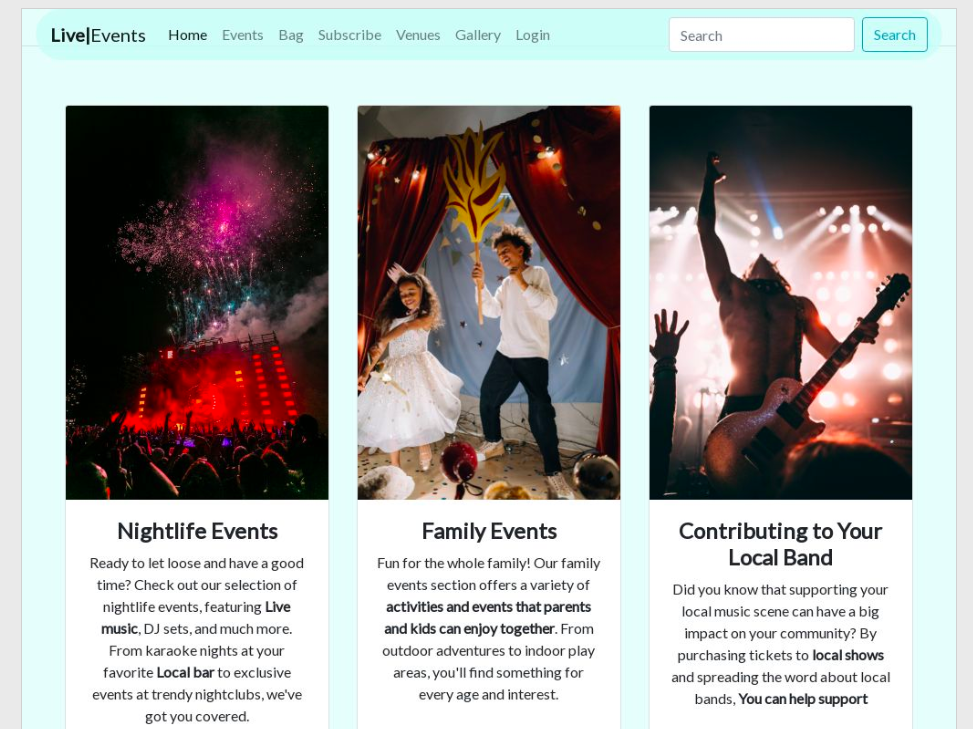 Live|Events Home Events Bag Subscribe Venues Gallery Login Search Search
Nightlife Events
Ready to let loose and have a good
time? Check out our selection of
nightlife events, featuring Live
music, DJ sets, and much more.
From karaoke nights at your
favorite Local bar to exclusive
events at trendy nightclubs, we've
got you covered.
Family Events
Fun for the whole family! Our family
events section offers a variety of
activities and events that parents
and kids can enjoy together. From
outdoor adventures to indoor play
areas, you'll find something for
every age and interest.
Contributing to Your
Local Band
Did you know that supporting your
local music scene can have a big
impact on your community? By
purchasing tickets to local shows
and spreading the word about local
bands, You can help support